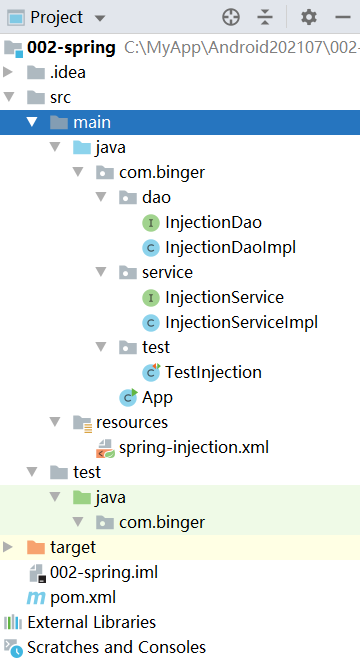 Project
002-spring C:\MyApp\Android202107\002-
.idea
src
main
java
com.binger
dao
InjectionDao
InjectionDaoImpl
service
InjectionService
InjectionServiceImpl
test
TestInjection
App
resources
spring-injection.xml
test
java
com.binger
target
002-spring.iml
pom.xml
External Libraries
Scratches and Consoles